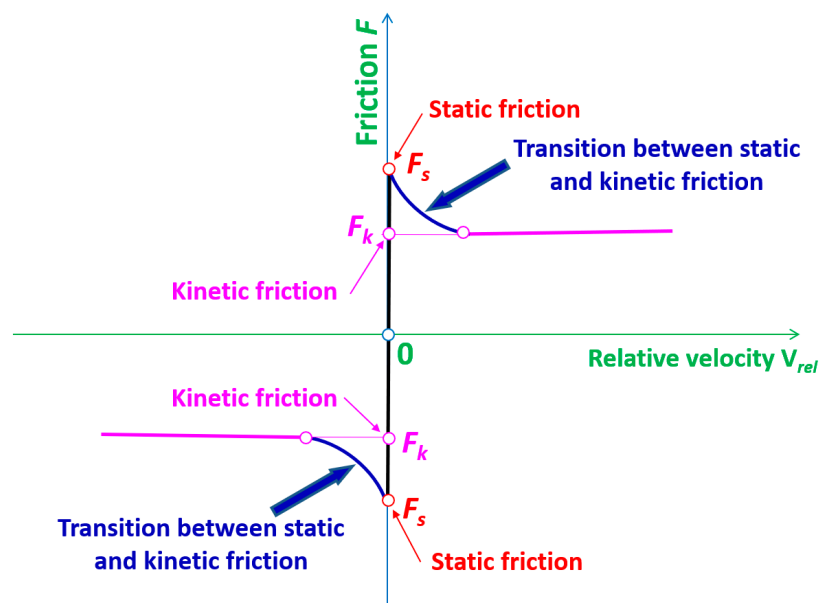 Friction F
Static friction
Fs
Transition between static
and kinetic friction
Fk
Kinetic friction
0
Relative velocity Vrel
Kinetic friction
Fk
Fs
Transition between static
and kinetic friction
Static friction